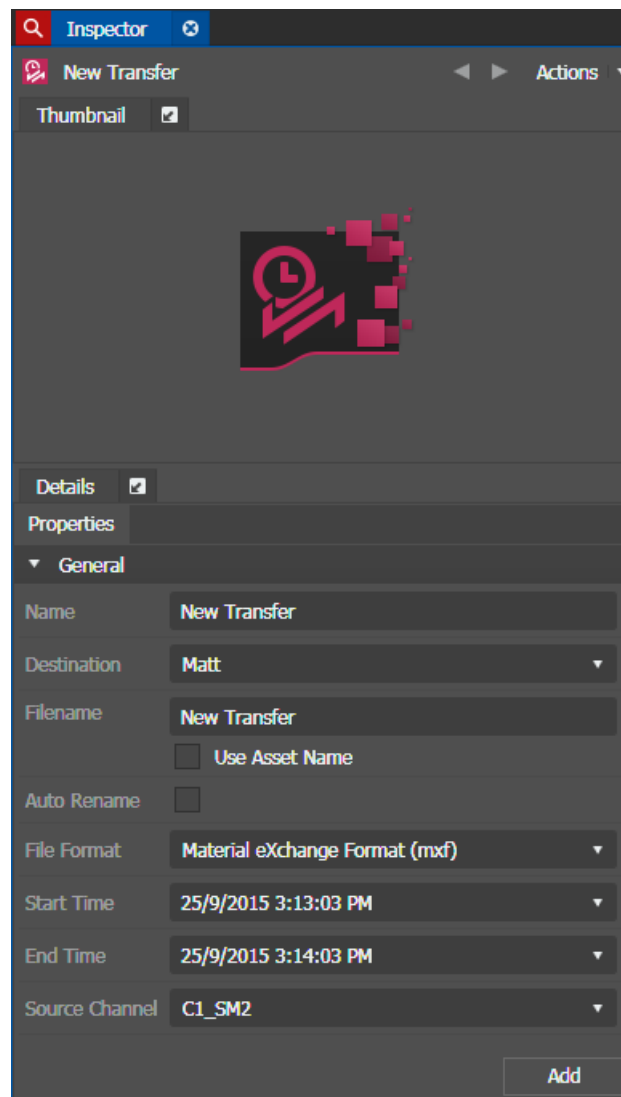 Inspector
New Transfer
Actions
Thumbnail
Details
Properties
General
Name New Transfer
Destination Matt
Filename New Transfer
Use Asset Name
Auto Rename
File Format Material eXchange Format (mxf)
Start Time 25/9/2015 3:13:03 PM
End Time 25/9/2015 3:14:03 PM
Source Channel C1_SM2
Add